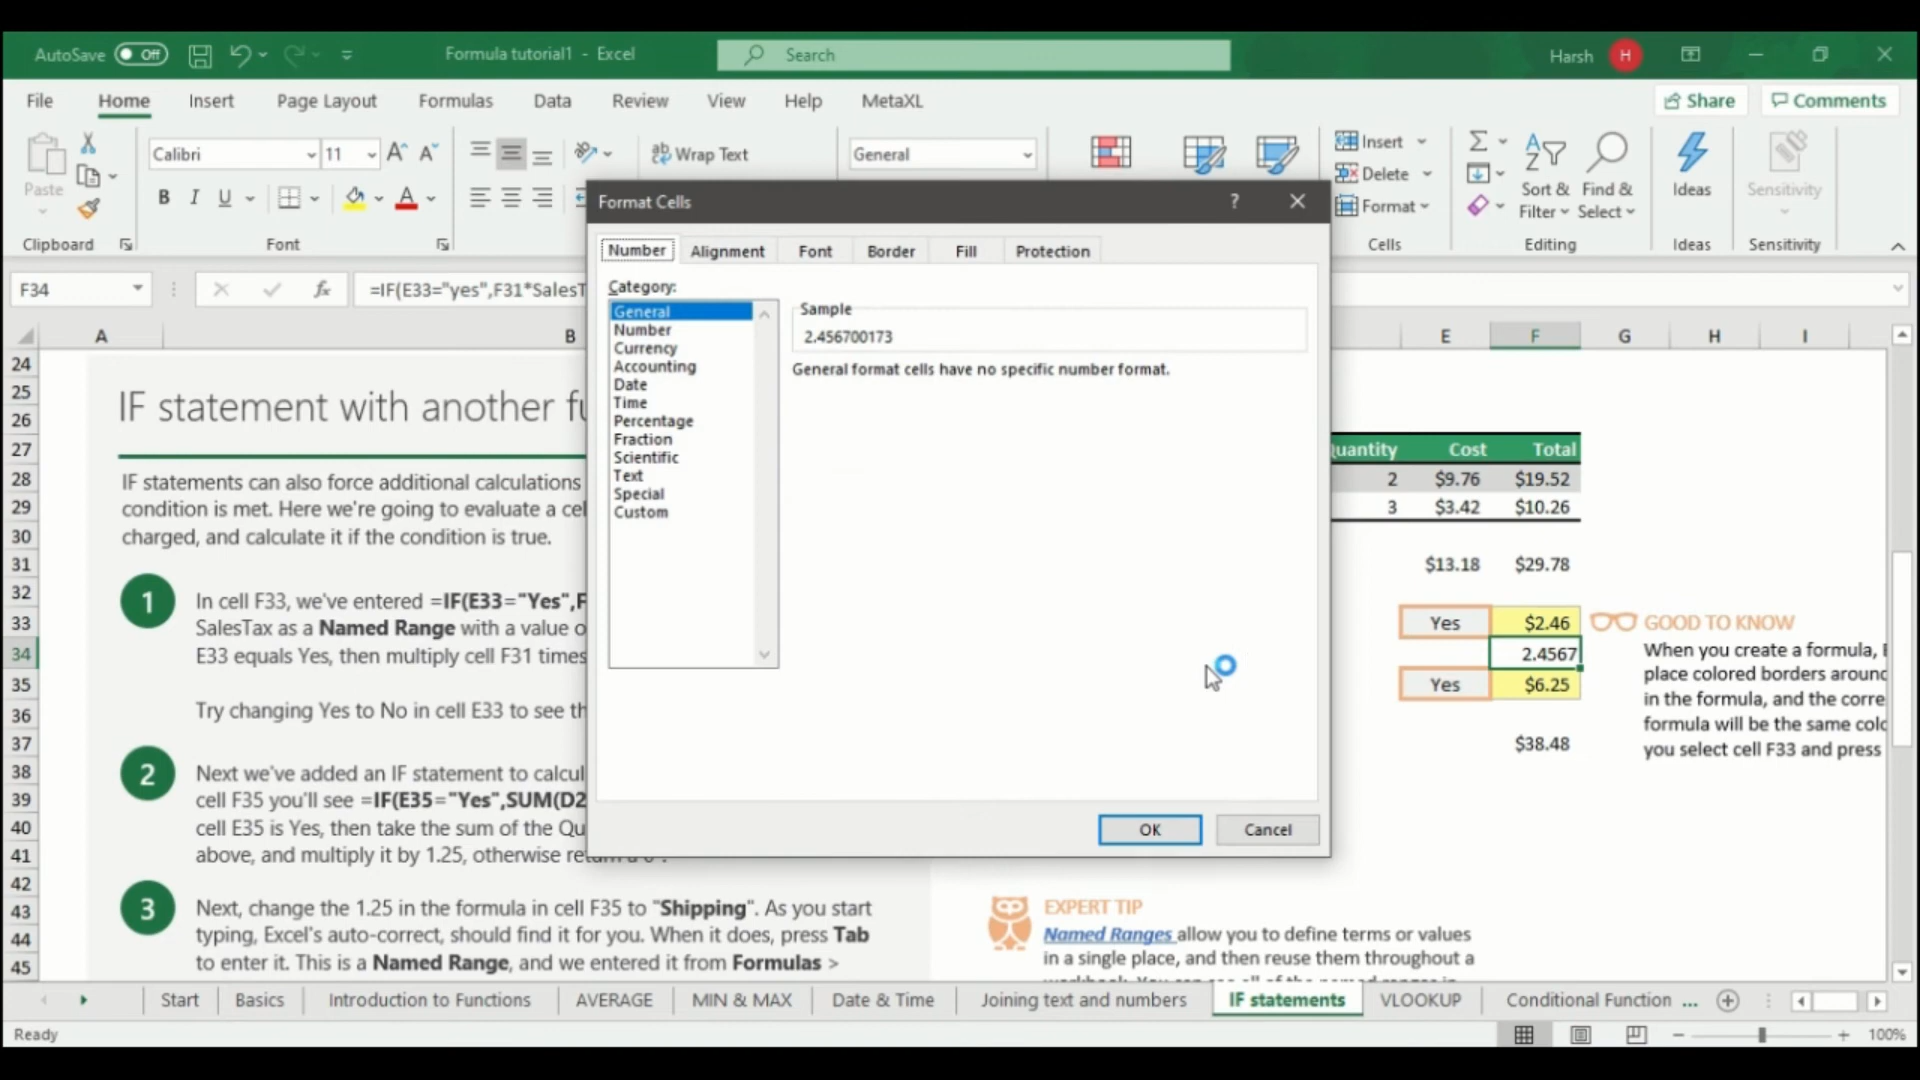 AutoSave Off
Formula tutorial1 - Excel
Search
Harsh H
File Home Insert Page Layout Formulas Data Review View Help MetaXL
Share Comments
Paste
Clipboard
Calibri 11
B I U A
Font
ab Wrap Text
General
Insert
Delete
Format
Cells
Sort & Filter
Find & Select
Editing
Ideas
Ideas
Sensitivity
Sensitivity
F34
fx
=IF(E33="yes",F31*SalesT
A B E F G H I
24
25
26
27
28
29
30
31
32
33
34
35
36
37
38
39
40
41
42
43
44
45
IF statement with another fu
IF statements can also force additional calculations
condition is met. Here we're going to evaluate a cel
charged, and calculate it if the condition is true.
1
In cell F33, we've entered =IF(E33="Yes",F
SalesTax as a Named Range with a value o
E33 equals Yes, then multiply cell F31 times
Try changing Yes to No in cell E33 to see th
2
Next we've added an IF statement to calcul
cell F35 you'll see =IF(E35="Yes",SUM(D2
cell E35 is Yes, then take the sum of the Qu
above, and multiply it by 1.25, otherwise re
3
Next, change the 1.25 in the formula in cell F35 to "Shipping". As you start
typing, Excel's auto-correct, should find it for you. When it does, press Tab
to enter it. This is a Named Range, and we entered it from Formulas >
Format Cells
? ×
Number Alignment Font Border Fill Protection
Category:
General
Number
Currency
Accounting
Date
Time
Percentage
Fraction
Scientific
Text
Special
Custom
Sample
2.456700173
General format cells have no specific number format.
OK Cancel
Quantity Cost Total
2 $9.76 $19.52
3 $3.42 $10.26
$13.18 $29.78
Yes $2.46
2.4567
Yes $6.25
$38.48
GOOD TO KNOW
When you create a formula, E
place colored borders around
in the formula, and the corre
formula will be the same colo
you select cell F33 and press
EXPERT TIP
Named Ranges allow you to define terms or values
in a single place, and then reuse them throughout a
Start Basics Introduction to Functions AVERAGE MIN & MAX Date & Time Joining text and numbers IF statements VLOOKUP Conditional Function ...
Ready
100%